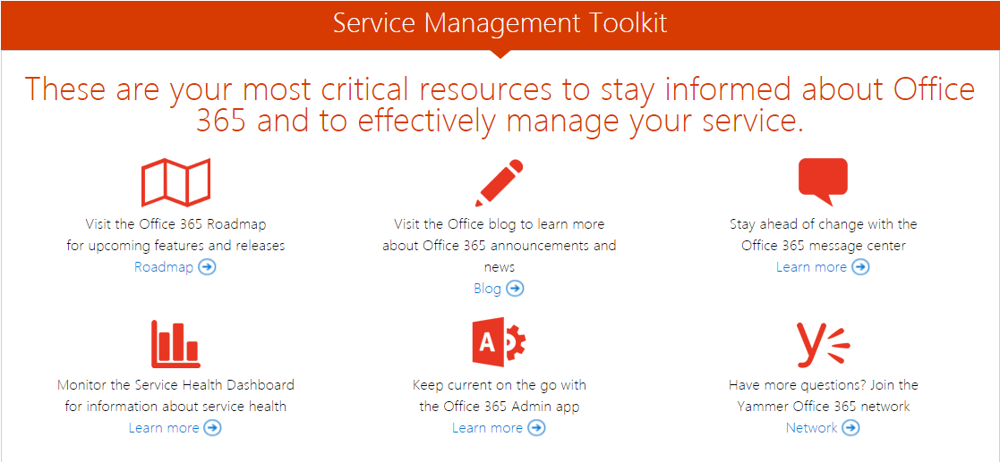 Service Management Toolkit
These are your most critical resources to stay informed about Office
365 and to effectively manage your service.
Visit the Office 365 Roadmap
for upcoming features and releases
Roadmap
Visit the Office blog to learn more
about Office 365 announcements and
news
Blog
Stay ahead of change with the
Office 365 message center
Learn more
Monitor the Service Health Dashboard
for information about service health
Learn more
A
Keep current on the go with
the Office 365 Admin app
Learn more
Have more questions? Join the
Yammer Office 365 network
Network